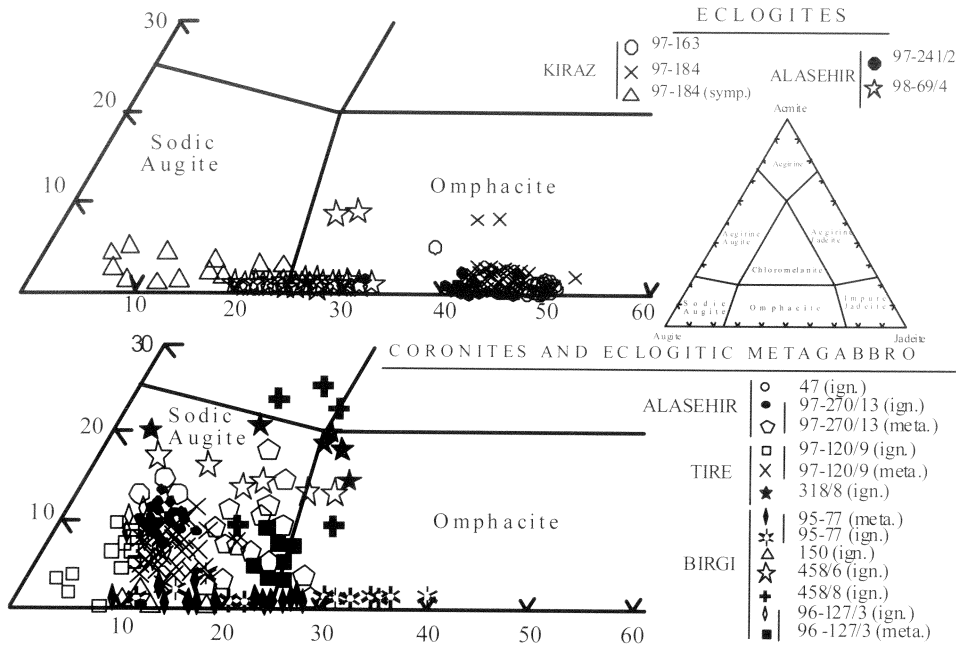 ECLOGITES
30
20
10
10 20 30 40 50 60
Sodic
Augite
Omphacite
KIRAZ
97-163
97-184
97-184 (symp.)
ALASEHIR
97-241/2
98-69/4
Acmite
Aegirine
Aegirine
Augite
Aegirine
Jadeite
Chloromelanite
Sodic
Augite
Omphacite
Impure
Jadeite
Augite
Jadeite
CORONITES AND ECLOGITIC METAGABBRO
30
20
10
10 20 30 40 50 60
Sodic
Augite
Omphacite
ALASEHIR
47 (ign.)
97-270/13 (ign.)
97-270/13 (meta.)
TIRE
97-120/9 (ign.)
97-120/9 (meta.)
318/8 (ign.)
BIRGI
95-77 (meta.)
95-77 (ign.)
150 (ign.)
458/6 (ign.)
458/8 (ign.)
96-127/3 (ign.)
96 -127/3 (meta.)